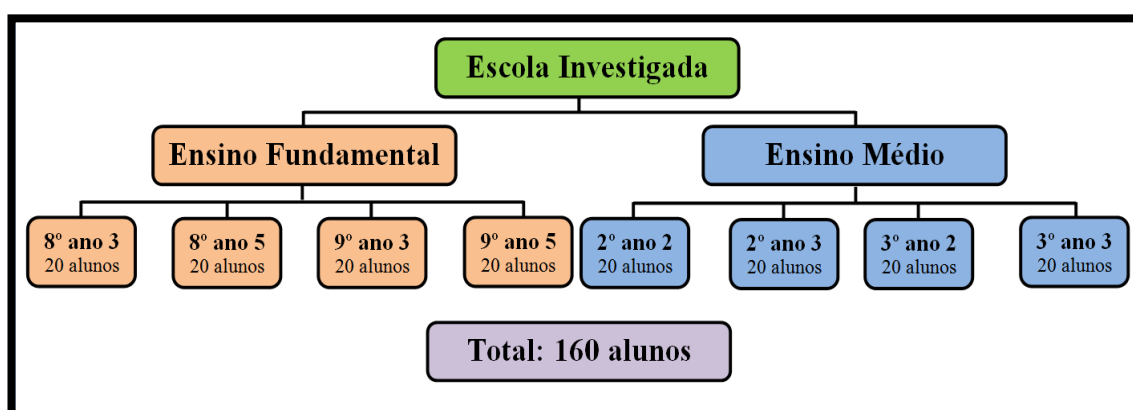 Escola Investigada
Ensino Fundamental
Ensino Médio
8º ano 3
20 alunos
8º ano 5
20 alunos
9º ano 3
20 alunos
9º ano 5
20 alunos
2º ano 2
20 alunos
2º ano 3
20 alunos
3º ano 2
20 alunos
3º ano 3
20 alunos
Total: 160 alunos